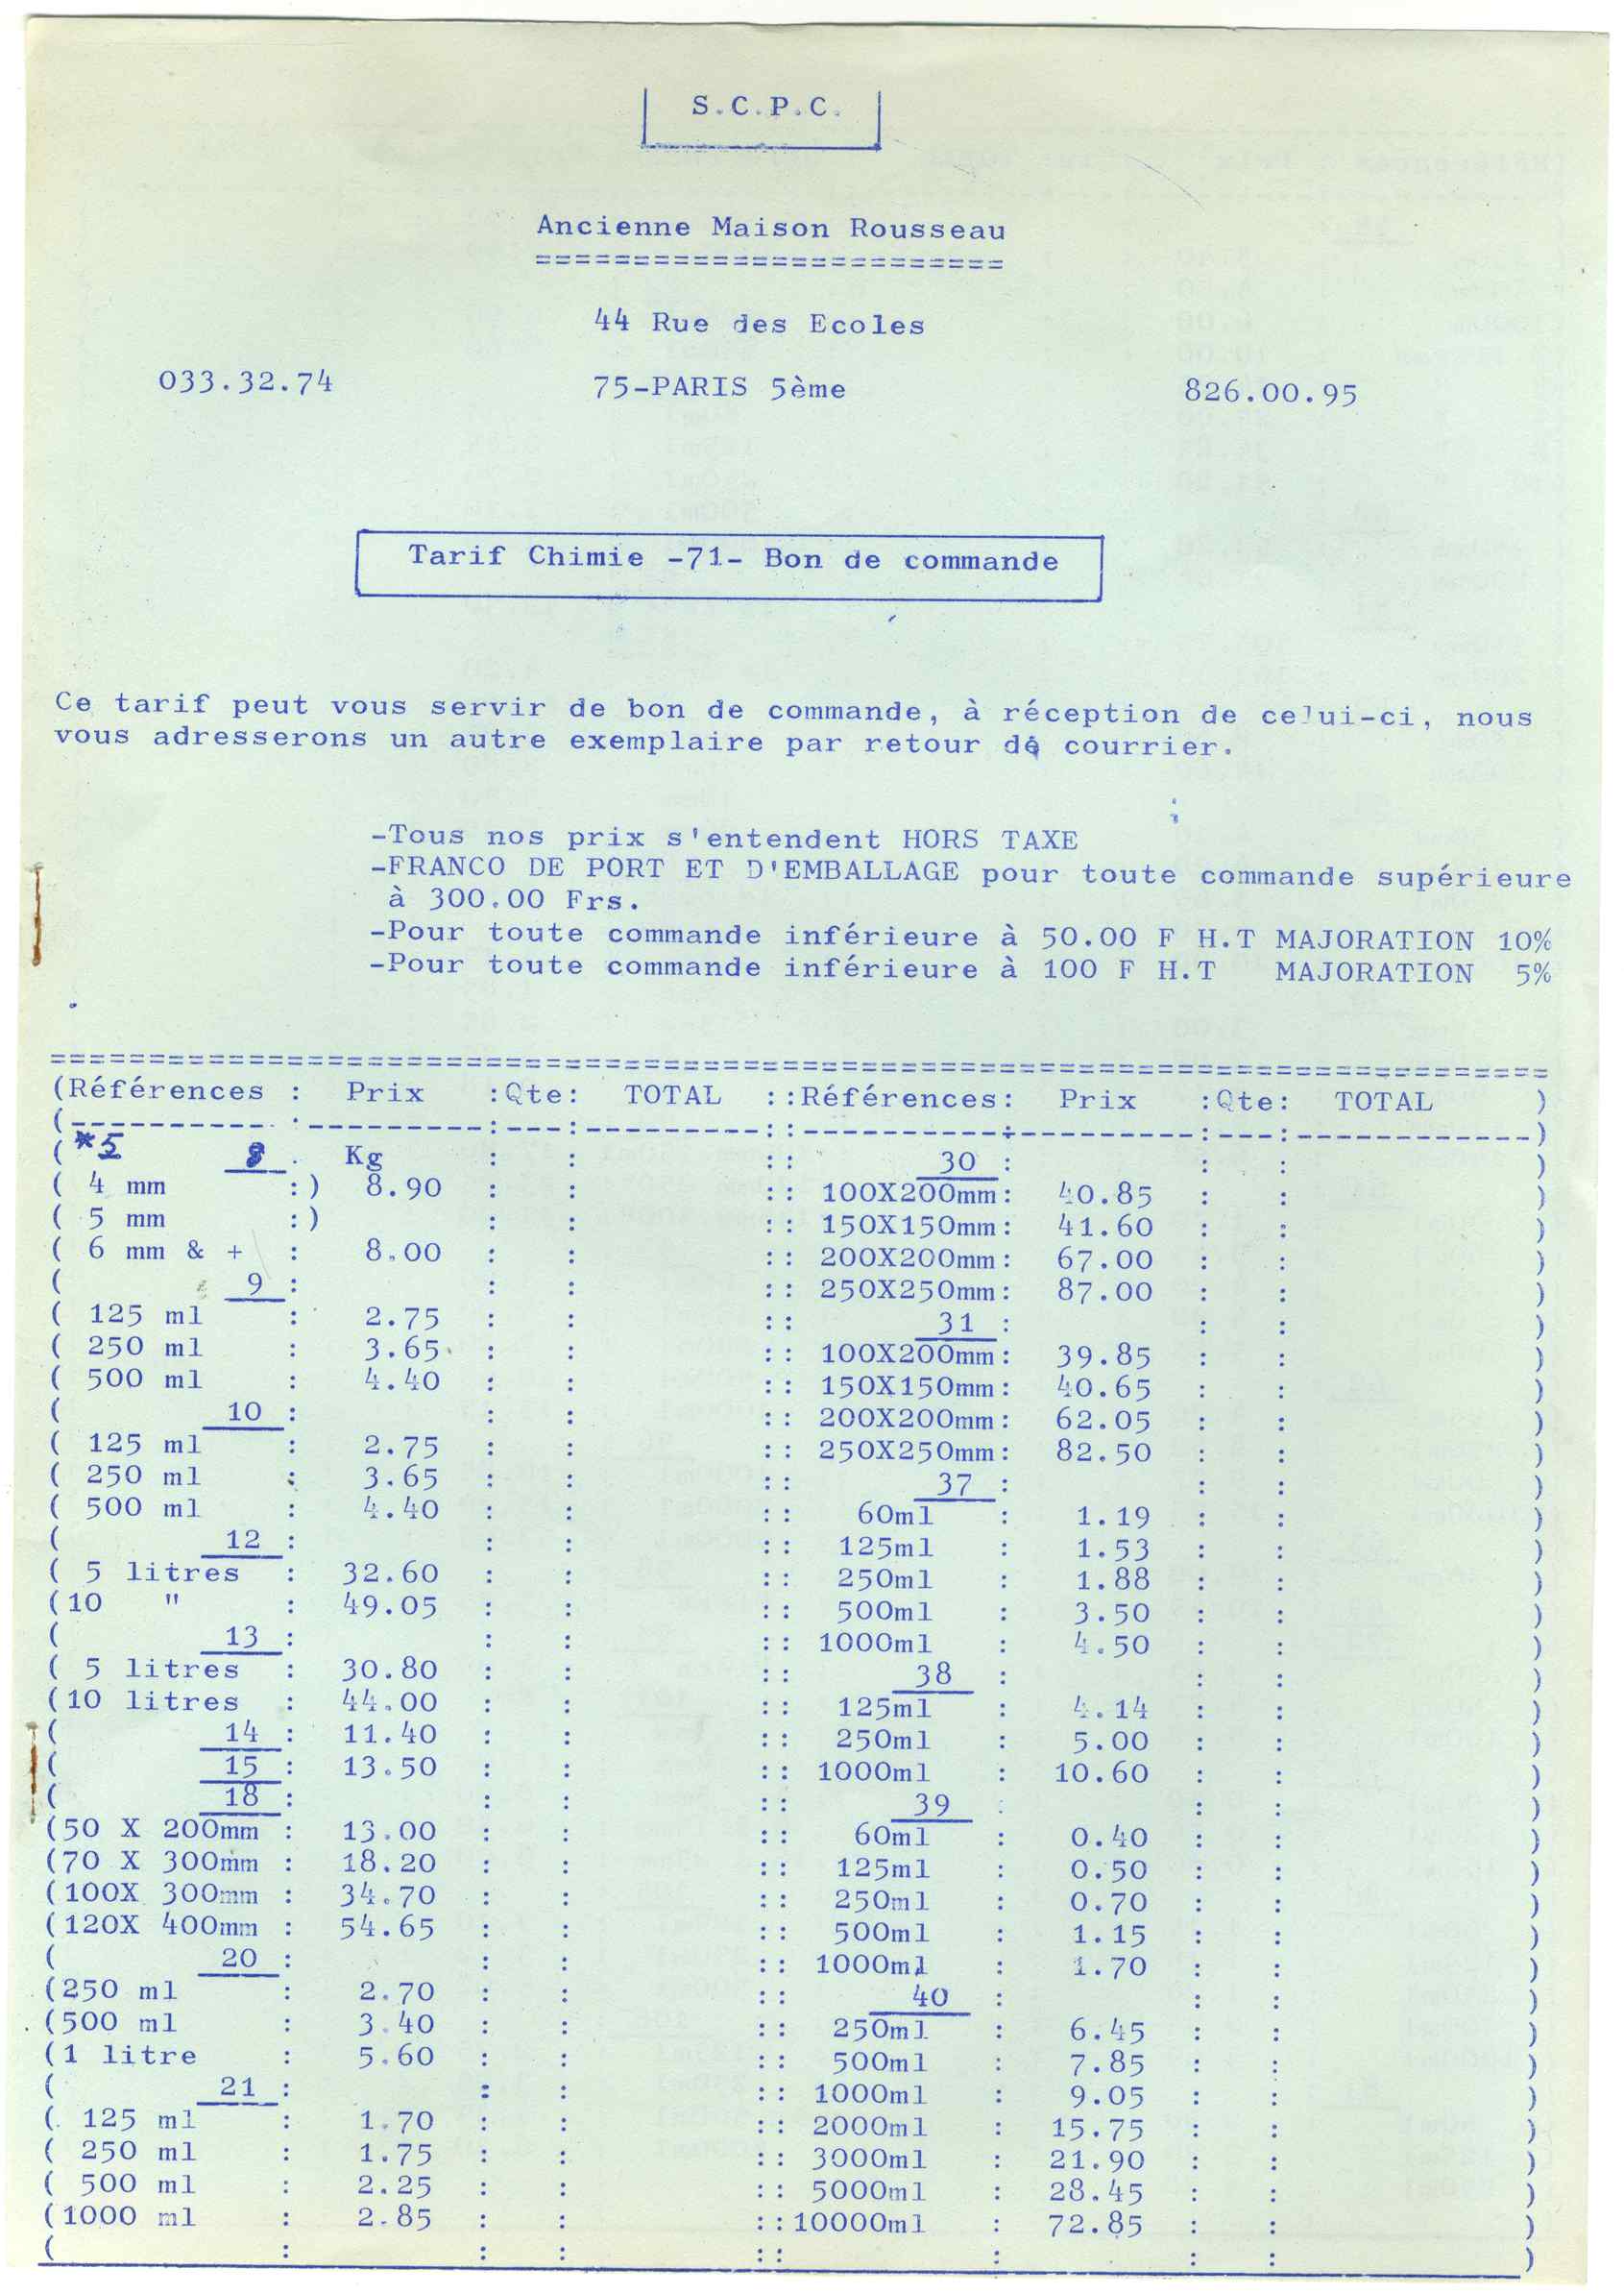 S.C.P.C.
Ancienne Maison Rousseau
========================
44 Rue des Ecoles
033.32.74 75-PARIS 5ème 826.00.95
Tarif Chimie -71- Bon de commande
Ce tarif peut vous servir de bon de commande, à réception de celui-ci, nous
vous adresserons un autre exemplaire par retour de courrier.
-Tous nos prix s'entendent HORS TAXE
-FRANCO DE PORT ET D'EMBALLAGE pour toute commande supérieure
à 300.00 Frs.
-Pour toute commande inférieure à 50.00 F H.T MAJORATION 10%
-Pour toute commande inférieure à 100 F H.T MAJORATION 5%
(Références : Prix :Qte: TOTAL ::Références: Prix :Qte: TOTAL )
( *5 8 . Kg : : :: 30 : : : )
( 4 mm :) 8.90 : : :: 100X200mm: 40.85 : : )
( 5 mm :) : : :: 150X150mm: 41.60 : : )
( 6 mm & + : 8.00 : : :: 200X200mm: 67.00 : : )
( 9 : : : :: 250X250mm: 87.00 : : )
( 125 ml : 2.75 : : :: 31 : : : )
( 250 ml : 3.65 : : :: 100X200mm: 39.85 : : )
( 500 ml : 4.40 : : :: 150X150mm: 40.65 : : )
( 10 : : : :: 200X200mm: 62.05 : : )
( 125 ml : 2.75 : : :: 250X250mm: 82.50 : : )
( 250 ml : 3.65 : : :: 37 : : : )
( 500 ml : 4.40 : : :: 60ml : 1.19 : : )
( 12 : : : :: 125ml : 1.53 : : )
( 5 litres : 32.60 : : :: 250ml : 1.88 : : )
(10 " : 49.05 : : :: 500ml : 3.50 : : )
( 13 : : : :: 1000ml : 4.50 : : )
( 5 litres : 30.80 : : :: 38 : : : )
(10 litres : 44.00 : : :: 125ml : 4.14 : : )
( 14 : 11.40 : : :: 250ml : 5.00 : : )
( 15 : 13.50 : : :: 1000ml : 10.60 : : )
( 18 : : : :: 39 : : : )
(50 X 200mm : 13.00 : : :: 60ml : 0.40 : : )
(70 X 300mm : 18.20 : : :: 125ml : 0.50 : : )
(100X 300mm : 34.70 : : :: 250ml : 0.70 : : )
(120X 400mm : 54.65 : : :: 500ml : 1.15 : : )
( 20 : : : :: 1000ml : 1.70 : : )
(250 ml : 2.70 : : :: 40 : : : )
(500 ml : 3.40 : : :: 250ml : 6.45 : : )
(1 litre : 5.60 : : :: 500ml : 7.85 : : )
( 21 : : : :: 1000ml : 9.05 : : )
( 125 ml : 1.70 : : :: 2000ml : 15.75 : : )
( 250 ml : 1.75 : : :: 3000ml : 21.90 : : )
( 500 ml : 2.25 : : :: 5000ml : 28.45 : : )
(1000 ml : 2.85 : : ::10000ml : 72.85 : : )